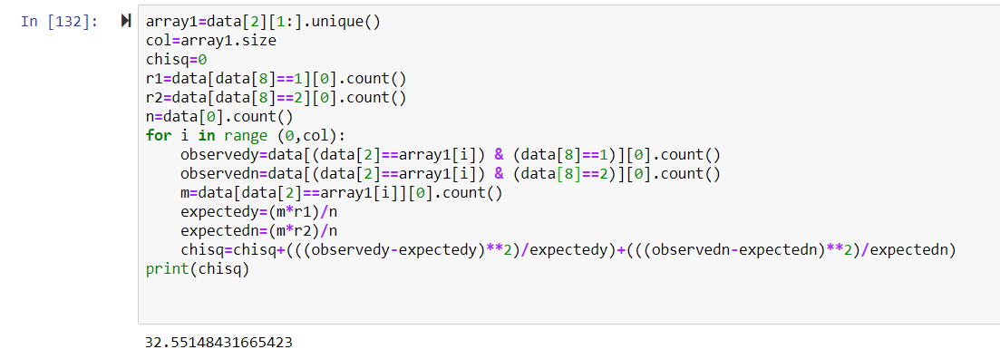 In [132]:
array1=data[2][1:].unique()
col=array1.size
chisq=0
r1=data[data[8]==1][0].count()
r2=data[data[8]==2][0].count()
n=data[0].count()
for i in range (0,col):
    observedy=data[(data[2]==array1[i]) & (data[8]==1)][0].count()
    observedn=data[(data[2]==array1[i]) & (data[8]==2)][0].count()
    m=data[data[2]==array1[i]][0].count()
    expectedy=(m*r1)/n
    expectedn=(m*r2)/n
    chisq=chisq+(((observedy-expectedy)**2)/expectedy)+(((observedn-expectedn)**2)/expectedn)
print(chisq)
32.55148431665423